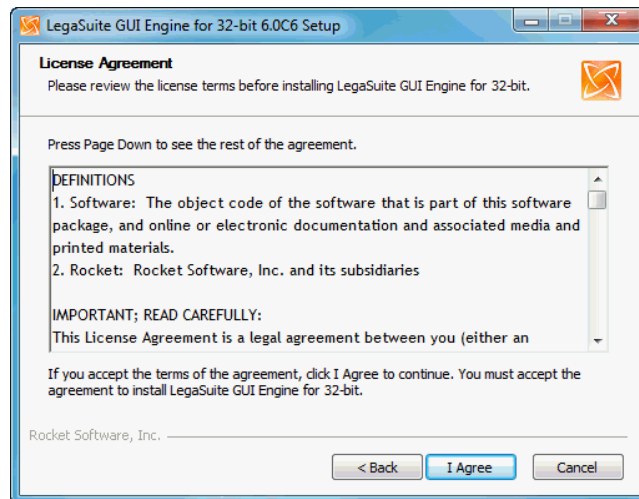 LegaSuite GUI Engine for 32-bit 6.0C6 Setup
License Agreement
Please review the license terms before installing LegaSuite GUI Engine for 32-bit.
Press Page Down to see the rest of the agreement.
DEFINITIONS
1. Software:  The object code of the software that is part of this software
package, and online or electronic documentation and associated media and
printed materials.
2. Rocket:  Rocket Software, Inc. and its subsidiaries
IMPORTANT; READ CAREFULLY:
This License Agreement is a legal agreement between you (either an
If you accept the terms of the agreement, click I Agree to continue. You must accept the
agreement to install LegaSuite GUI Engine for 32-bit.
Rocket Software, Inc.
< Back
I Agree
Cancel